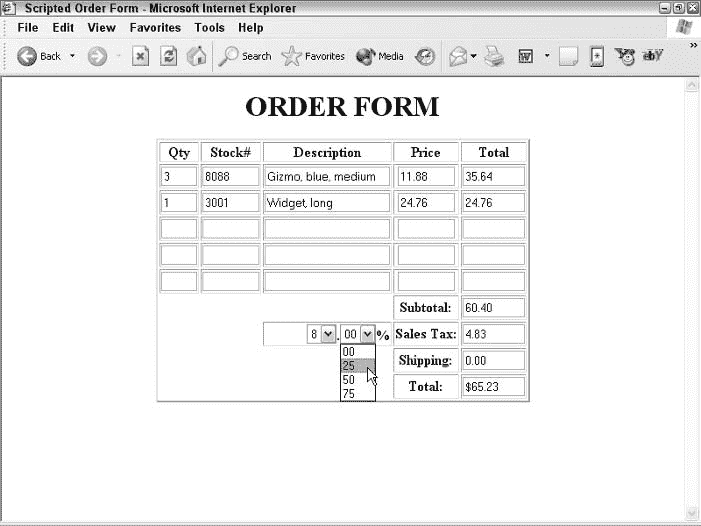 Scripted Order Form - Microsoft Internet Explorer
File Edit View Favorites Tools Help
Back Search Favorites Media W
ORDER FORM
Qty Stock# Description Price Total
3 8088 Gizmo, blue, medium 11.88 35.64
1 3001 Widget, long 24.76 24.76
Subtotal: 60.40
8 . 00 % Sales Tax: 4.83
00
25
50
75
Shipping: 0.00
Total: $65.23